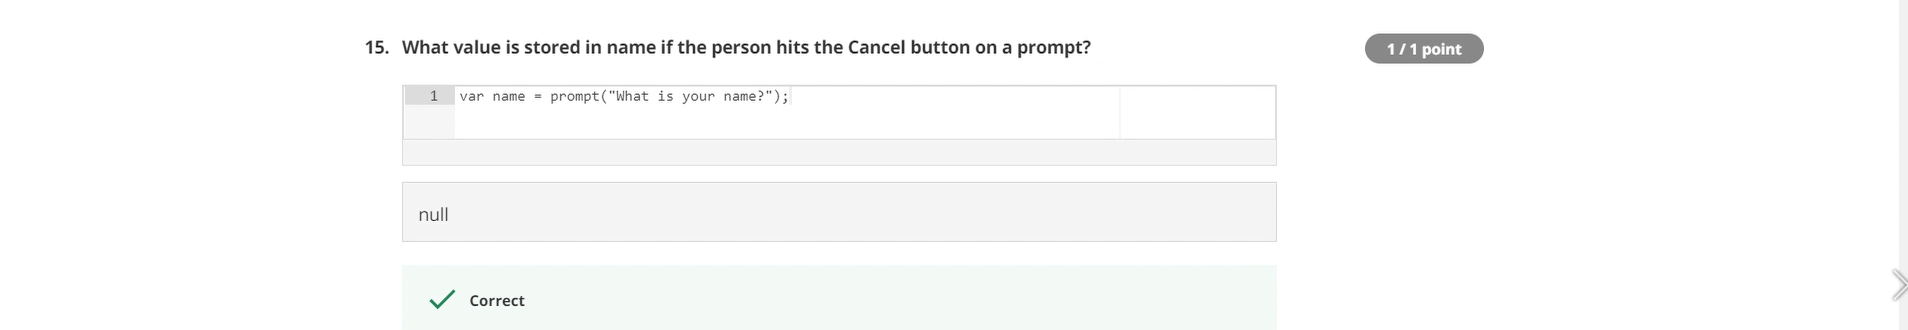 15. What value is stored in name if the person hits the Cancel button on a prompt?
1 / 1 point
1 var name = prompt("What is your name?");
null
Correct